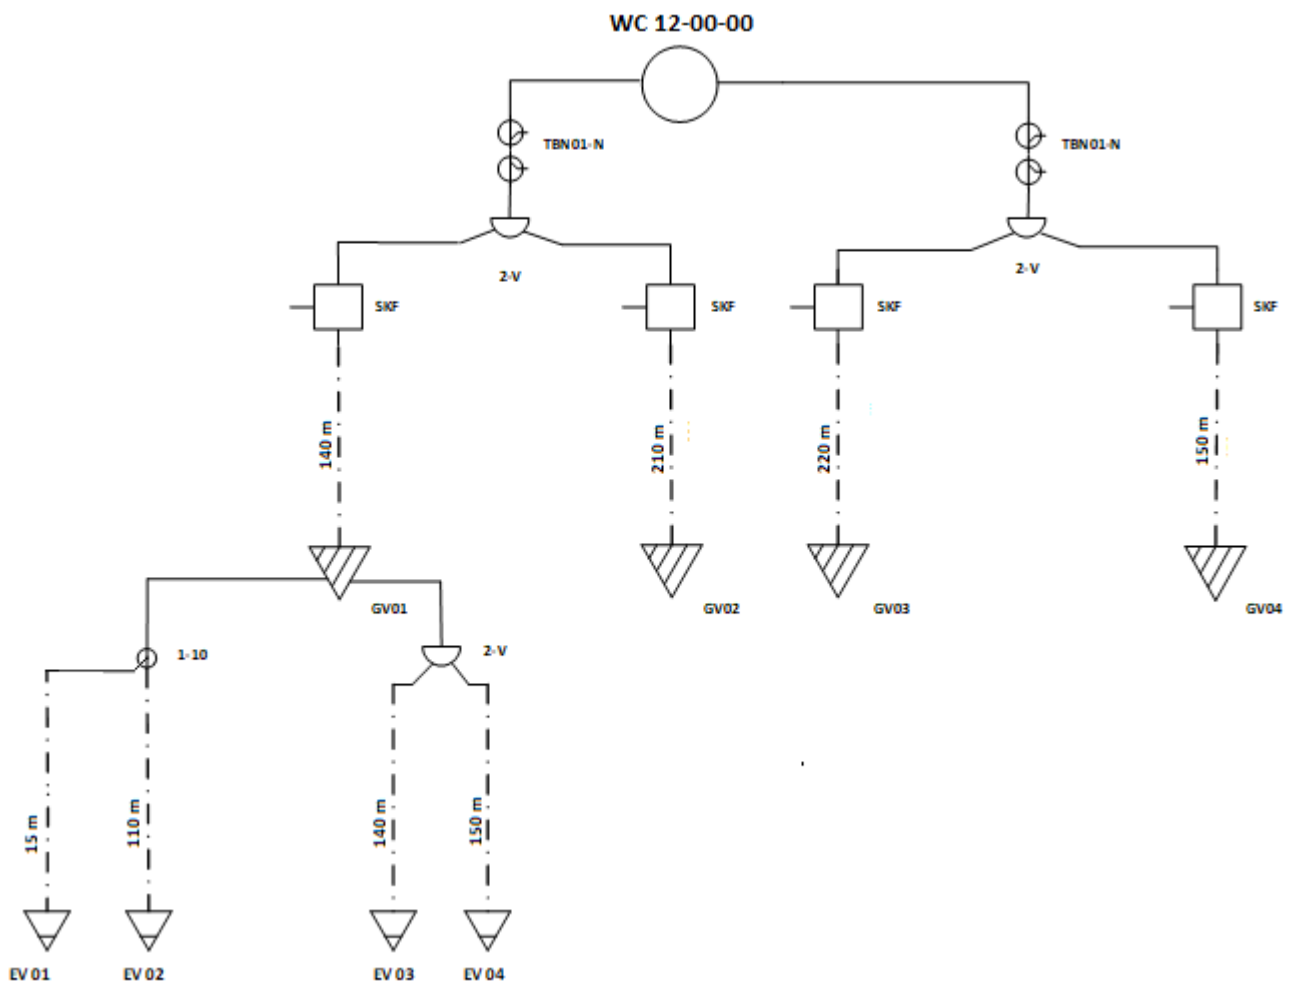 WC 12-00-00
TBN01-N
TBN01-N
2-V
2-V
SKF
SKF
SKF
SKF
140 m
210 m
220 m
150 m
GV01
GV02
GV03
GV04
1-10
2-V
15 m
110 m
140 m
150 m
EV 01
EV 02
EV 03
EV 04